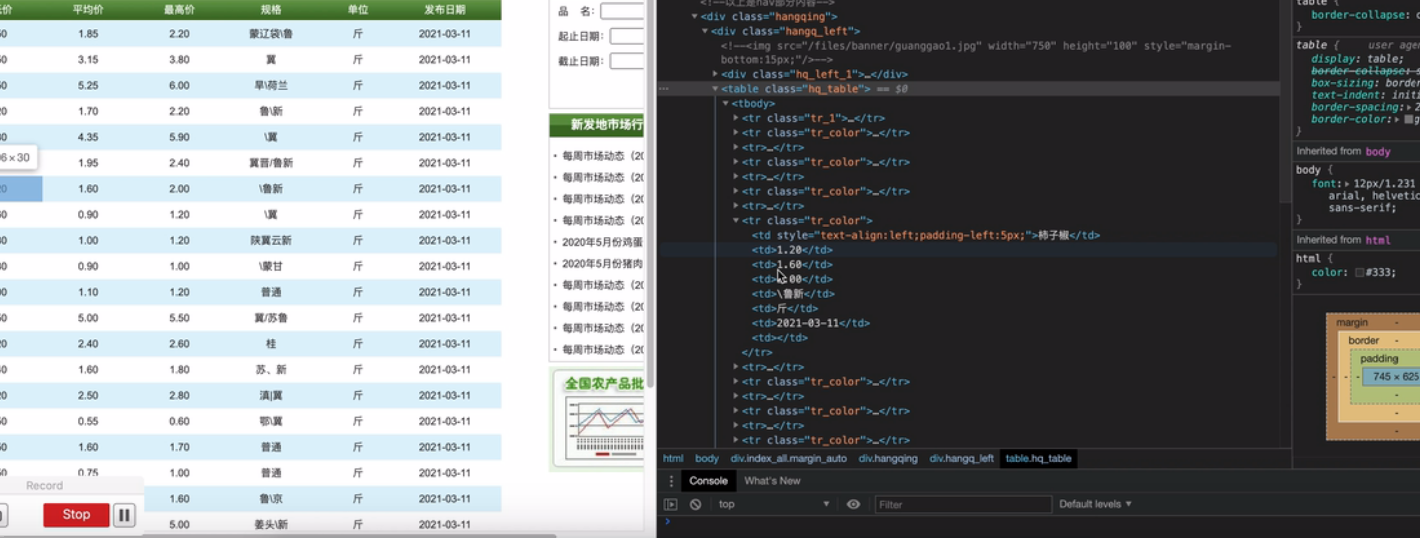 平均价 最高价 规格 单位 发布日期
1.85 2.20 蒙辽袋\鲁 斤 2021-03-11
3.15 3.80 冀 斤 2021-03-11
5.25 6.00 早\荷兰 斤 2021-03-11
1.70 2.20 鲁\新 斤 2021-03-11
4.35 5.90 \冀 斤 2021-03-11
6×30
1.95 2.40 冀晋/鲁新 斤 2021-03-11
1.60 2.00 \鲁新 斤 2021-03-11
0.90 1.20 \冀 斤 2021-03-11
1.00 1.20 陕冀云新 斤 2021-03-11
0.90 1.00 \蒙甘 斤 2021-03-11
1.10 1.20 普通 斤 2021-03-11
5.00 5.50 冀/苏鲁 斤 2021-03-11
2.40 2.60 桂 斤 2021-03-11
1.60 1.80 苏、新 斤 2021-03-11
2.50 2.80 滇|冀 斤 2021-03-11
0.55 0.60 鄂\冀 斤 2021-03-11
1.60 1.70 普通 斤 2021-03-11
0.75 1.00 普通 斤 2021-03-11
1.60 鲁\京 斤 2021-03-11
5.00 姜头\新 斤 2021-03-11
Record
Stop
品 名：
起止日期：
截止日期：
新发地市场行
• 每周市场动态（20
• 每周市场动态（20
• 每周市场动态（20
• 每周市场动态（20
• 2020年5月份鸡蛋
• 2020年5月份猪肉
• 每周市场动态（20
• 每周市场动态（20
• 每周市场动态（20
• 每周市场动态（20
全国农产品批
<!--以上是nav部分内容-->
<div class="hangqing">
<div class="hangq_left">
<!--<img src="/files/banner/guanggao1.jpg" width="750" height="100" style="margin-
bottom:15px;"/>-->
<div class="hq_left_1">…</div>
<table class="hq_table"> == $0
<tbody>
<tr class="tr_1">…</tr>
<tr class="tr_color">…</tr>
<tr>…</tr>
<tr class="tr_color">…</tr>
<tr>…</tr>
<tr class="tr_color">…</tr>
<tr>…</tr>
<tr class="tr_color">
<td style="text-align:left;padding-left:5px;">柿子椒</td>
<td>1.20</td>
<td>1.60</td>
<td>.00</td>
<td>\鲁新</td>
<td>斤</td>
<td>2021-03-11</td>
<td></td>
</tr>
<tr>…</tr>
<tr class="tr_color">…</tr>
<tr>…</tr>
<tr class="tr_color">…</tr>
<tr>…</tr>
<tr class="tr_color">…</tr>
html body div.index_all.margin_auto div.hangqing div.hangq_left table.hq_table
Console What's New
top Filter Default levels
table {
border-collapse:
}
table { user age
display: table;
border-collapse:
box-sizing: border
text-indent: initi
border-spacing: 2
border-color:
}
Inherited from body
body {
font: 12px/1.231
arial, helvetic
sans-serif;
}
Inherited from html
html {
color: #333;
}
margin -
border -
padding
745 × 625